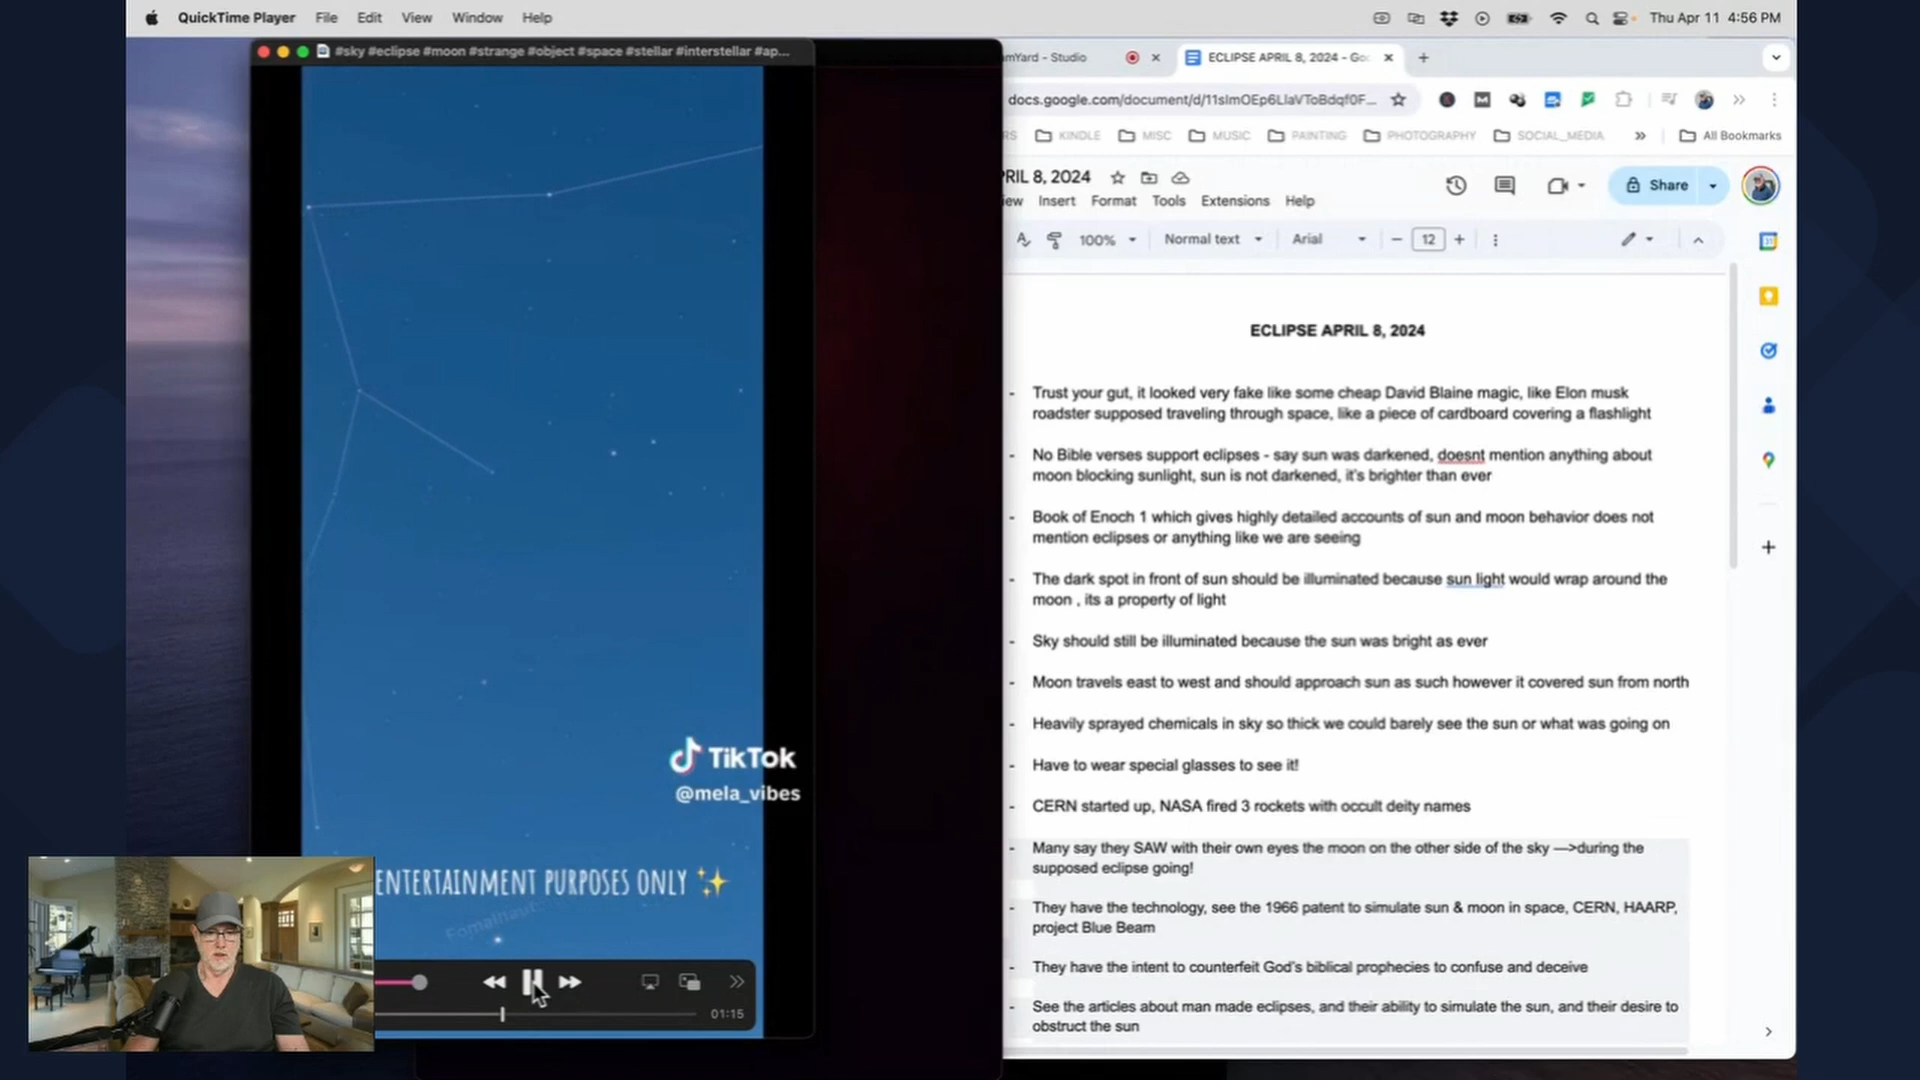 QuickTime Player File Edit View Window Help
Thu Apr 11 4:56 PM
#sky #eclipse #moon #strange #object #space #stellar #interstellar #ap...
mYard - Studio
ECLIPSE APRIL 8, 2024 - Goo
docs.google.com/document/d/11sImOEp6LlaVToBdqf0F...
RS KINDLE MISC MUSIC PAINTING PHOTOGRAPHY SOCIAL_MEDIA » All Bookmarks
PRIL 8, 2024
Share
iew Insert Format Tools Extensions Help
100% Normal text Arial − 12 +
ECLIPSE APRIL 8, 2024
- Trust your gut, it looked very fake like some cheap David Blaine magic, like Elon musk
roadster supposed traveling through space, like a piece of cardboard covering a flashlight
- No Bible verses support eclipses - say sun was darkened, doesnt mention anything about
moon blocking sunlight, sun is not darkened, it's brighter than ever
- Book of Enoch 1 which gives highly detailed accounts of sun and moon behavior does not
mention eclipses or anything like we are seeing
- The dark spot in front of sun should be illuminated because sun light would wrap around the
moon , its a property of light
- Sky should still be illuminated because the sun was bright as ever
- Moon travels east to west and should approach sun as such however it covered sun from north
- Heavily sprayed chemicals in sky so thick we could barely see the sun or what was going on
- Have to wear special glasses to see it!
- CERN started up, NASA fired 3 rockets with occult deity names
- Many say they SAW with their own eyes the moon on the other side of the sky —>during the
supposed eclipse going!
- They have the technology, see the 1966 patent to simulate sun & moon in space, CERN, HAARP,
project Blue Beam
- They have the intent to counterfeit God's biblical prophecies to confuse and deceive
- See the articles about man made eclipses, and their ability to simulate the sun, and their desire to
obstruct the sun
TikTok
@mela_vibes
ENTERTAINMENT PURPOSES ONLY ✨
Fomalhaut
01:15